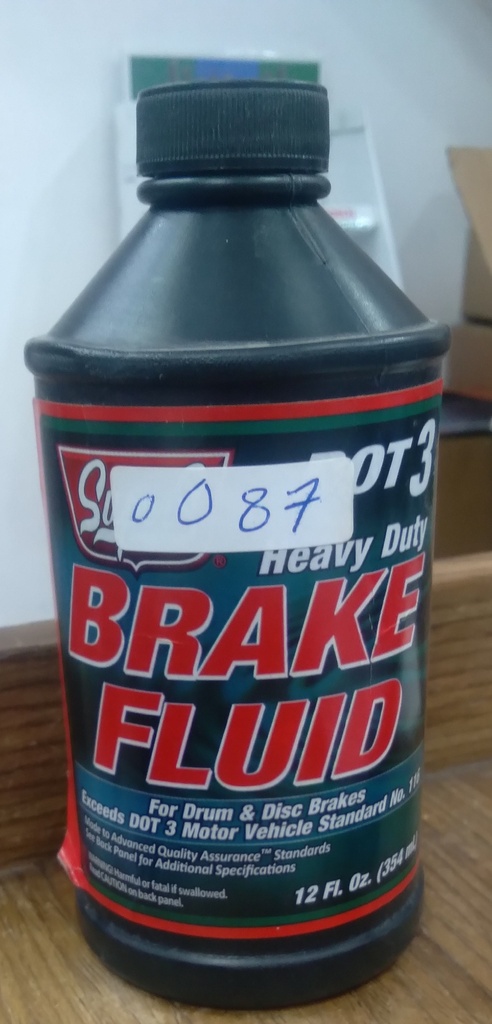 DOT 3
0087
Heavy Duty
BRAKE
FLUID
For Drum & Disc Brakes
Exceeds DOT 3 Motor Vehicle Standard No. 116
Made to Advanced Quality Assurance™ Standards
See Back Panel for Additional Specifications
WARNING! Harmful or fatal if swallowed.
Read CAUTION on back panel.
12 Fl. Oz. (354 mL)